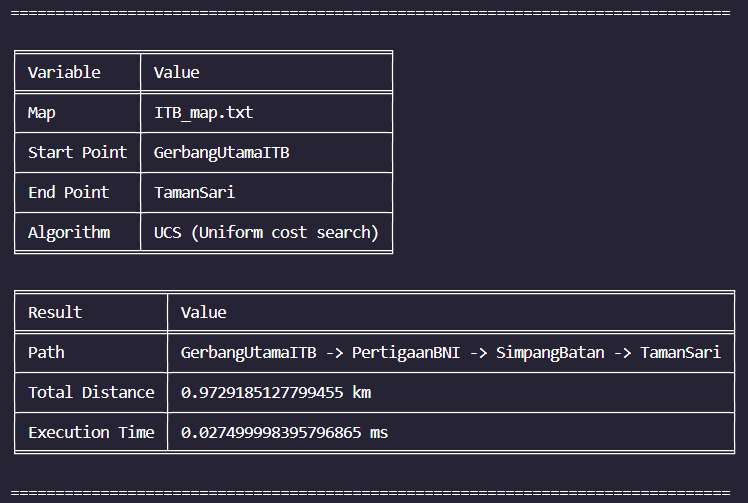 Variable Value
Map ITB_map.txt
Start Point GerbangUtamaITB
End Point TamanSari
Algorithm UCS (Uniform cost search)
Result Value
Path GerbangUtamaITB -> PertigaanBNI -> SimpangBatan -> TamanSari
Total Distance 0.9729185127799455 km
Execution Time 0.027499998395796865 ms